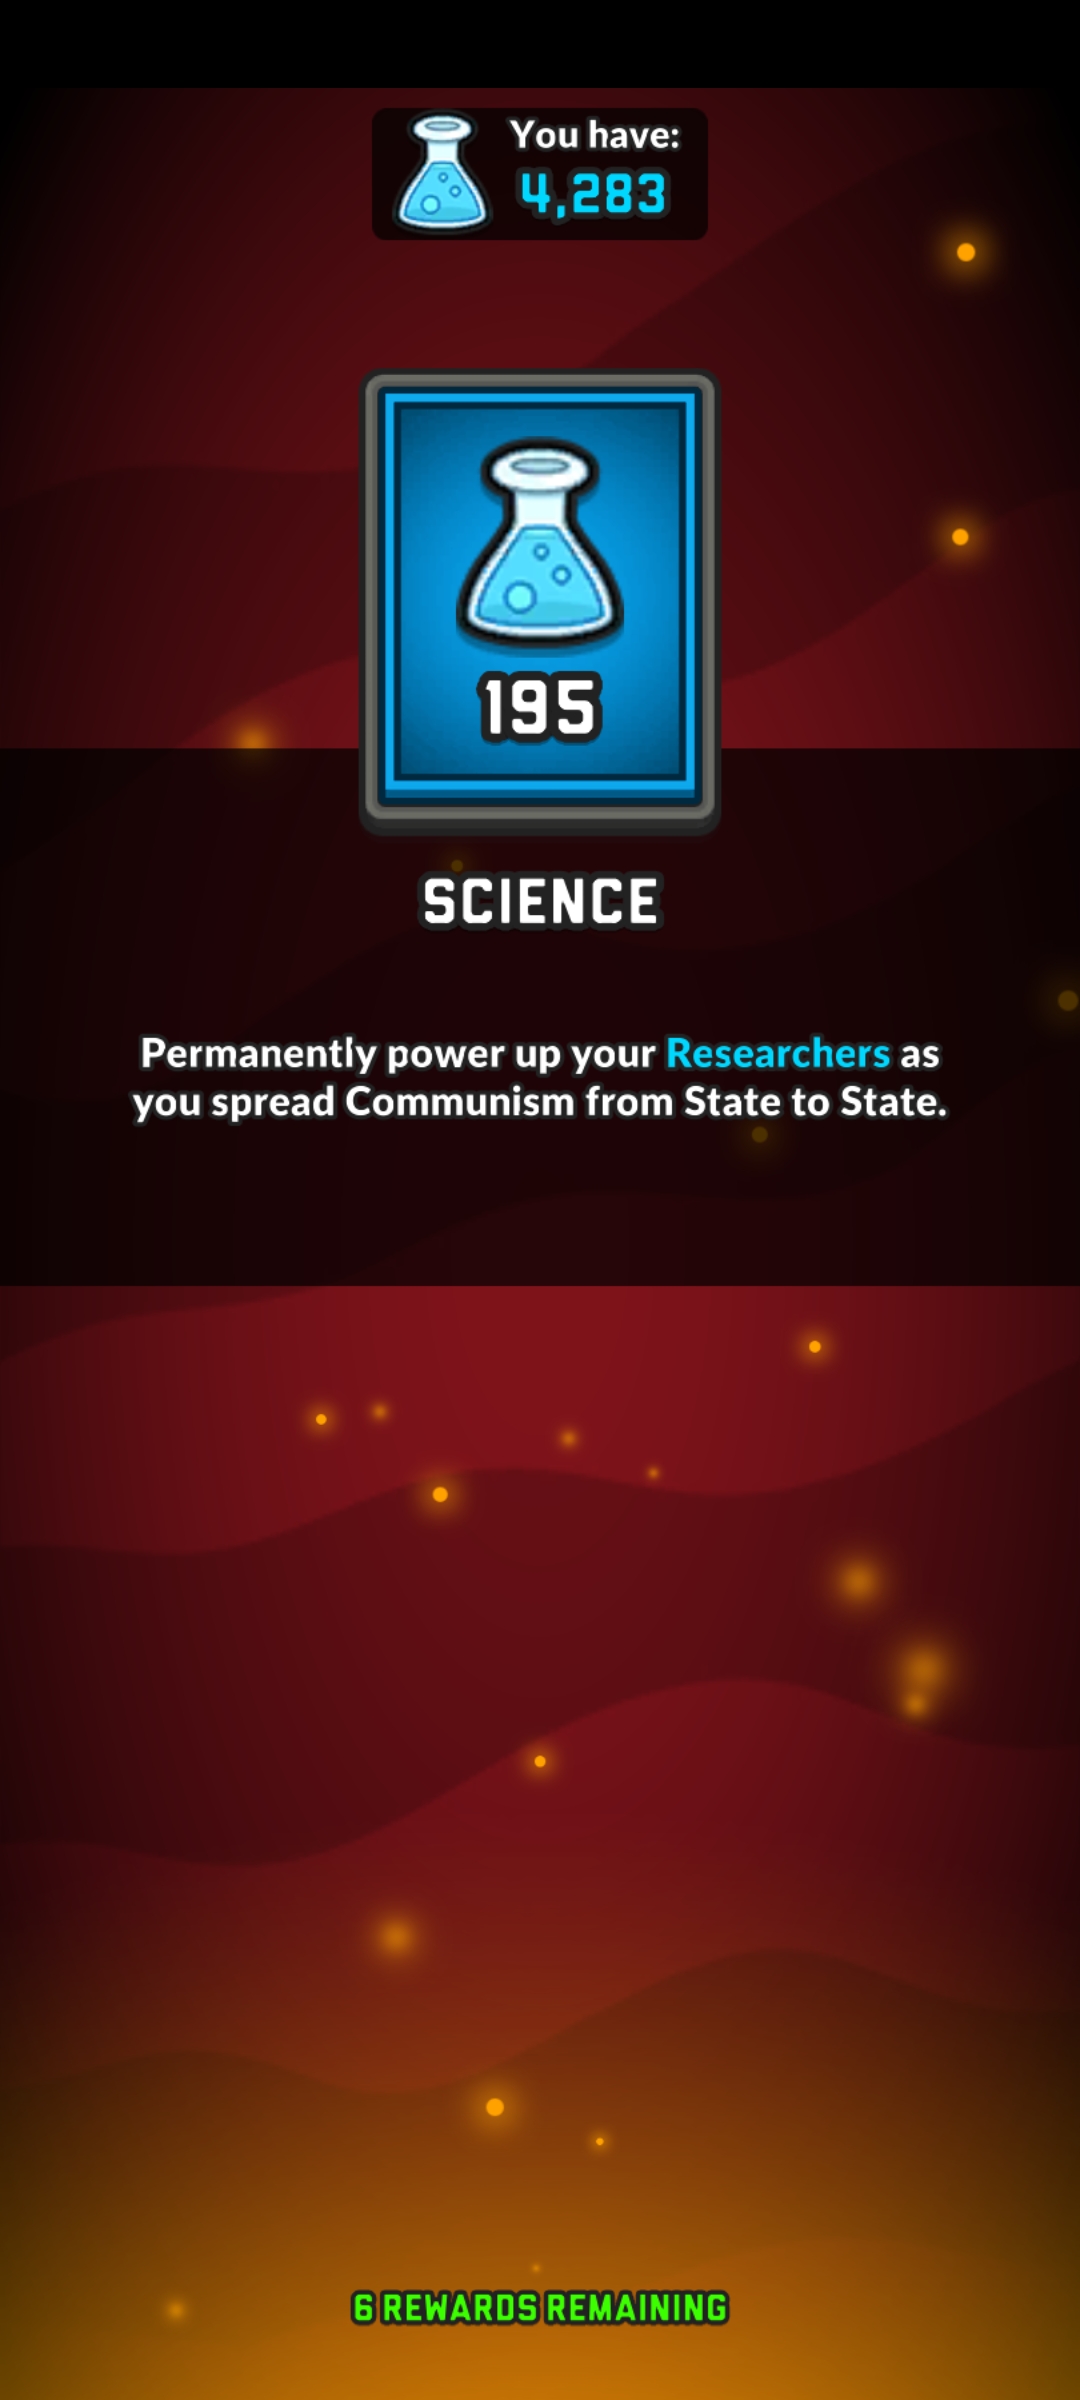 You have:
4,283
195
SCIENCE
Permanently power up your Researchers as
you spread Communism from State to State.
6 REWARDS REMAINING